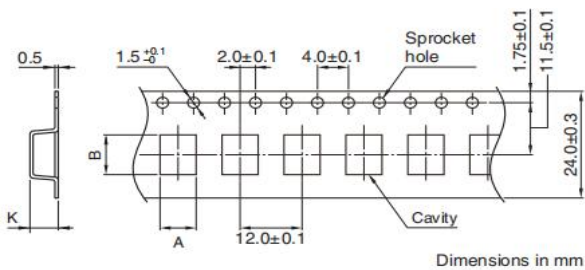 0.5
1.5 +0.1 -0
2.0±0.1
4.0±0.1
Sprocket
hole
1.75±0.1
11.5±0.1
24.0±0.3
B
K
A
12.0±0.1
Cavity
Dimensions in mm